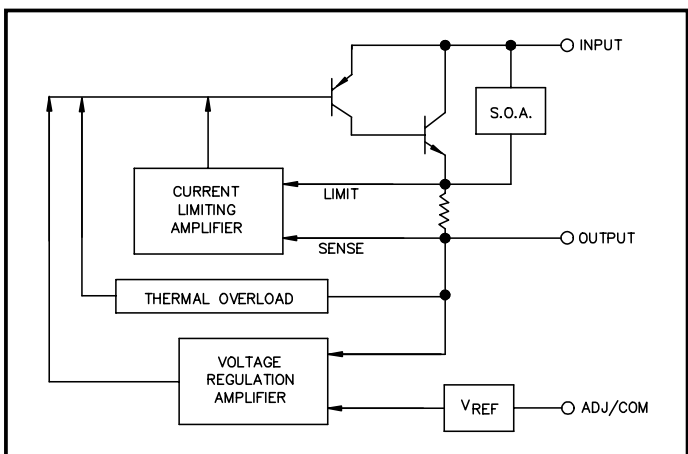 INPUT
S.O.A.
CURRENT
LIMITING
AMPLIFIER
LIMIT
SENSE
OUTPUT
THERMAL OVERLOAD
VOLTAGE
REGULATION
AMPLIFIER
VREF
ADJ/COM